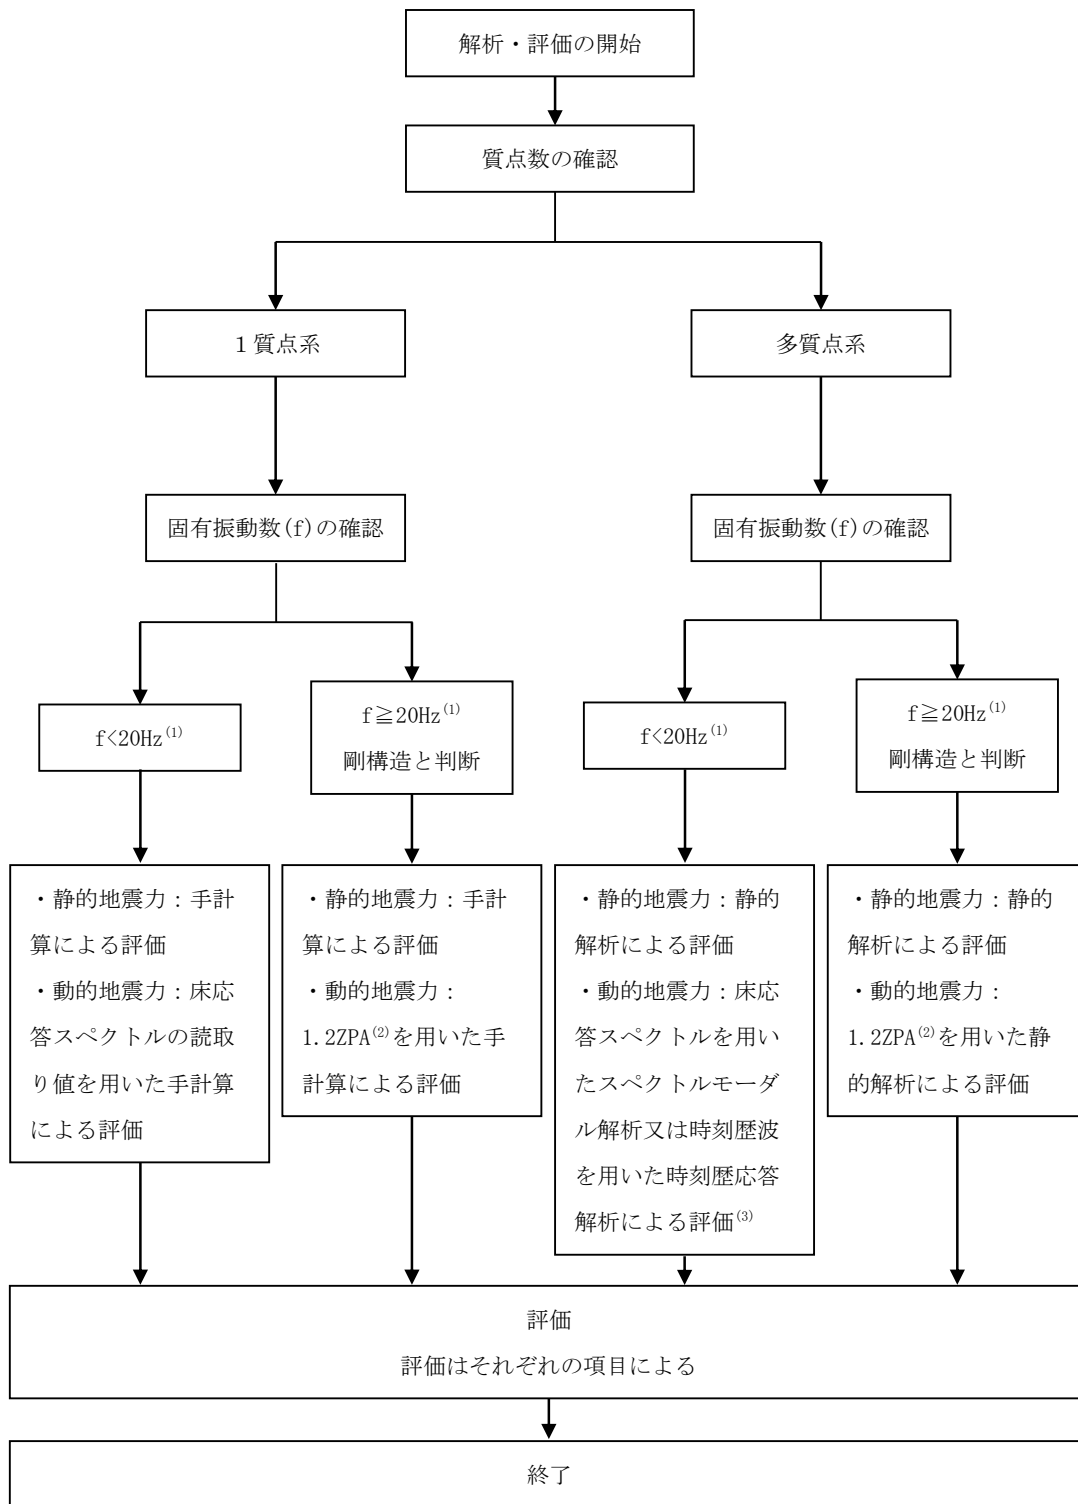 解析・評価の開始
質点数の確認
１質点系
多質点系
固有振動数(f)の確認
固有振動数(f)の確認
f<20Hz(1)
f≧20Hz(1)
剛構造と判断
f<20Hz(1)
f≧20Hz(1)
剛構造と判断
・静的地震力：手計
算による評価
・動的地震力：床応
答スペクトルの読取
り値を用いた手計算
による評価
・静的地震力：手計
算による評価
・動的地震力：
1.2ZPA(2)を用いた手
計算による評価
・静的地震力：静的
解析による評価
・動的地震力：床応
答スペクトルを用い
たスペクトルモーダ
ル解析又は時刻歴波
を用いた時刻歴応答
解析による評価(3)
・静的地震力：静的
解析による評価
・動的地震力：
1.2ZPA(2)を用いた静
的解析による評価
評価
評価はそれぞれの項目による
終了